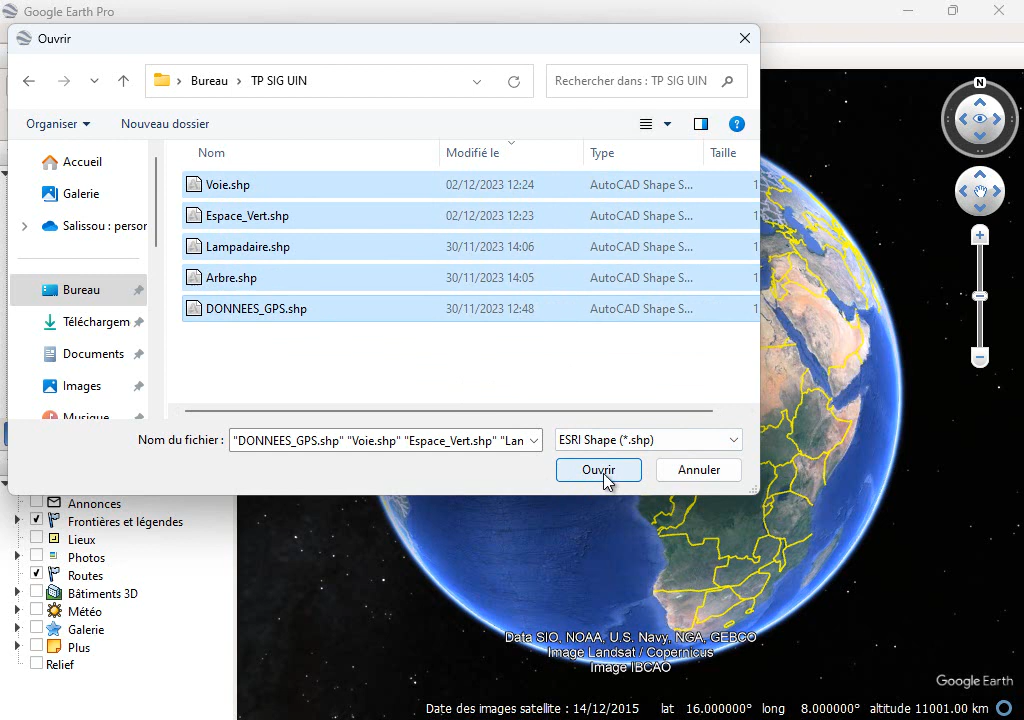 Google Earth Pro
Ouvrir
Bureau > TP SIG UIN
Rechercher dans : TP SIG UIN
Organiser
Nouveau dossier
Nom
Modifié le
Type
Taille
Accueil
Galerie
Salissou : persor
Bureau
Téléchargem
Documents
Images
Musique
Voie.shp 02/12/2023 12:24 AutoCAD Shape S... 1
Espace_Vert.shp 02/12/2023 12:23 AutoCAD Shape S... 1
Lampadaire.shp 30/11/2023 14:06 AutoCAD Shape S... 1
Arbre.shp 30/11/2023 14:05 AutoCAD Shape S... 1
DONNEES_GPS.shp 30/11/2023 12:48 AutoCAD Shape S... 1
Nom du fichier : "DONNEES_GPS.shp" "Voie.shp" "Espace_Vert.shp" "Lan
ESRI Shape (*.shp)
Ouvrir
Annuler
N
Annonces
Frontières et légendes
Lieux
Photos
Routes
Bâtiments 3D
Météo
Galerie
Plus
Relief
Data SIO, NOAA, U.S. Navy, NGA, GEBCO
Image Landsat / Copernicus
Image IBCAO
Google Earth
Date des images satellite : 14/12/2015 lat 16.000000° long 8.000000° altitude 11001.00 km